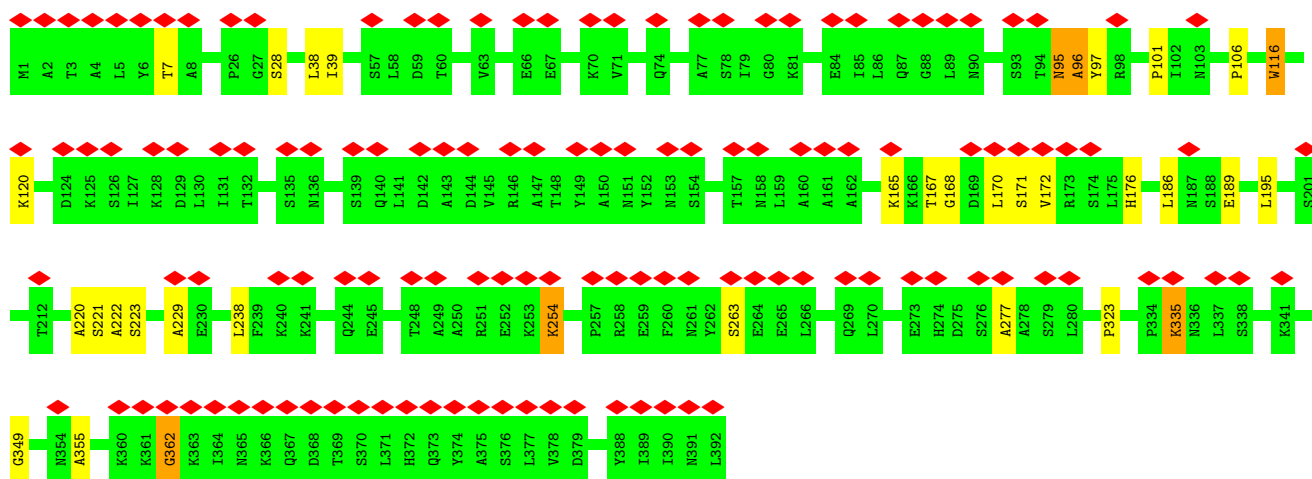 M1 A2 T3 A4 L5 Y6 T7 A8 P26 G27 S28 L38 I39 S57 L58 D59 T60 V63 E66 E67 K70 V71 Q74 A77 S78 I79 G80 K81 E84 I85 L86 Q87 G88 L89 N90 S93 T94 N95 A96 Y97 R98 P101 I102 N103 P106 W116
K120 D124 K125 S126 I127 K128 D129 L130 I131 T132 S135 N136 S139 Q140 L141 D142 A143 D144 V145 R146 A147 T148 Y149 A150 N151 Y152 N153 S154 T157 N158 L159 A160 A161 A162 K165 K166 T167 G168 D169 L170 S171 V172 R173 S174 L175 H176 L186 N187 S188 E189 L195 S201
T212 A220 S221 A222 S223 A229 E230 L238 F239 K240 K241 Q244 E245 T248 A249 A250 R251 E252 K253 K254 P257 R258 E259 F260 N261 Y262 S263 E264 E265 L266 Q269 L270 E273 H274 D275 S276 A277 A278 S279 L280 P323 P334 K335 N336 L337 S338 K341
G349 N354 A355 K360 K361 G362 K363 I364 N365 K366 Q367 D368 T369 S370 L371 H372 Q373 Y374 A375 S376 L377 V378 D379 Y388 I389 I390 N391 L392